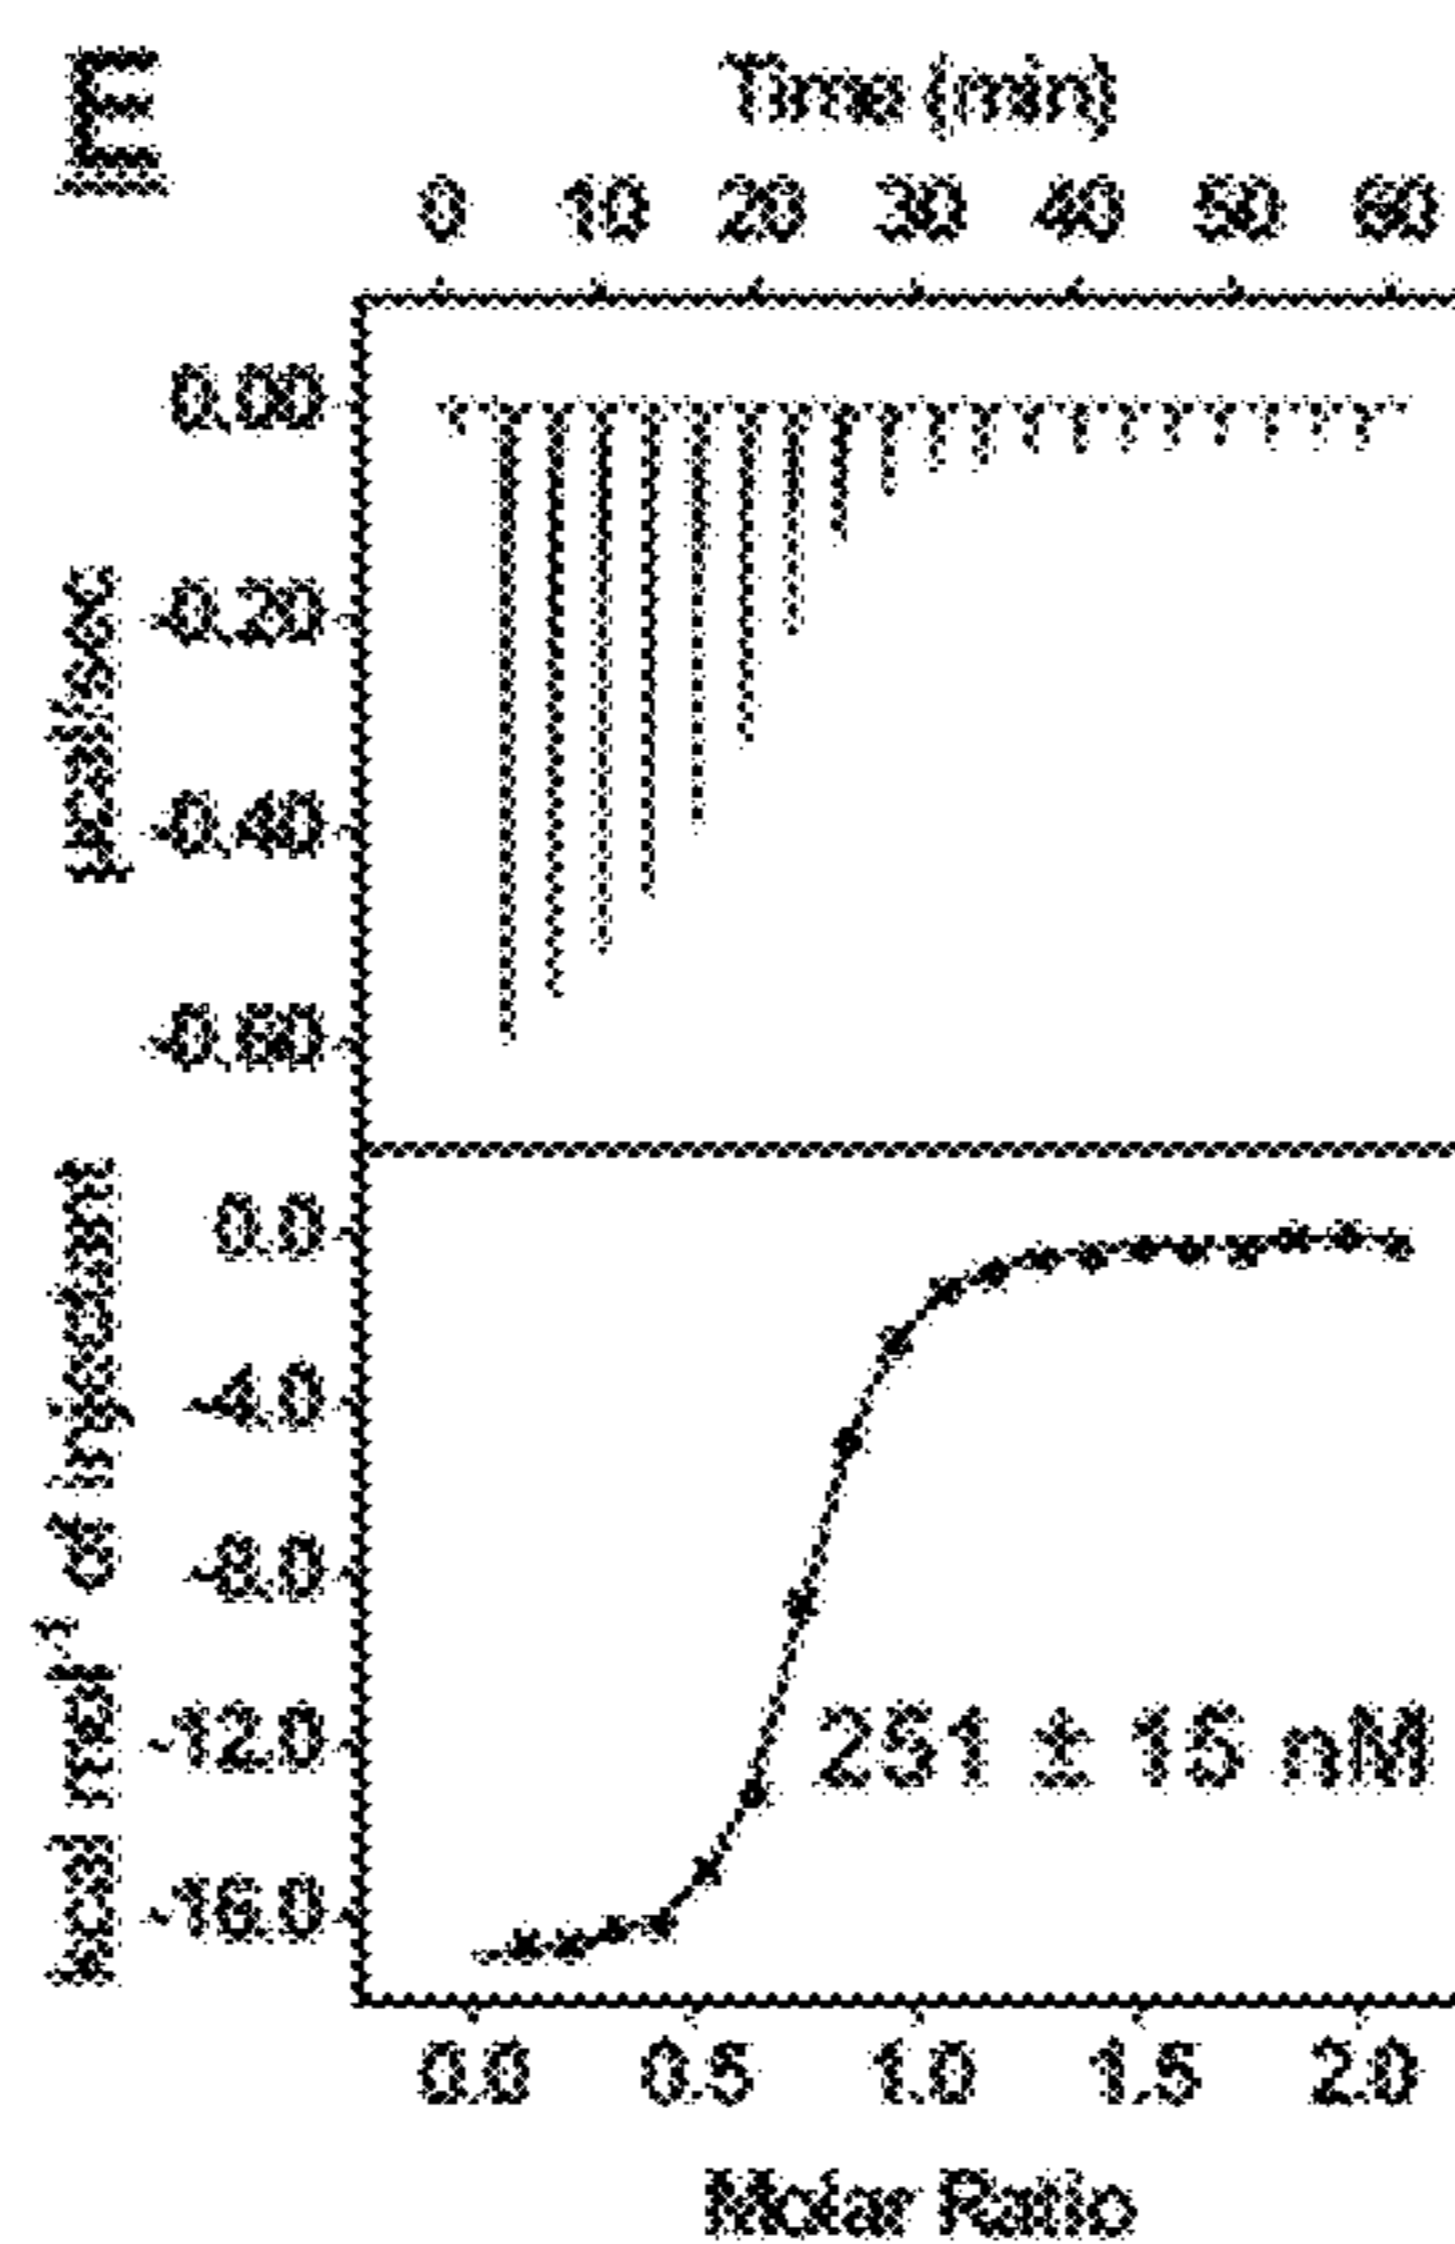 E
Time (min)
0 10 20 30 40 50 60
0.00
-0.20
-0.40
-0.60
µcal/sec
0.0
-4.0
-8.0
-12.0
-16.0
kcal mol⁻¹ of injectant
251 ± 15 nM
0.0 0.5 1.0 1.5 2.0
Molar Ratio